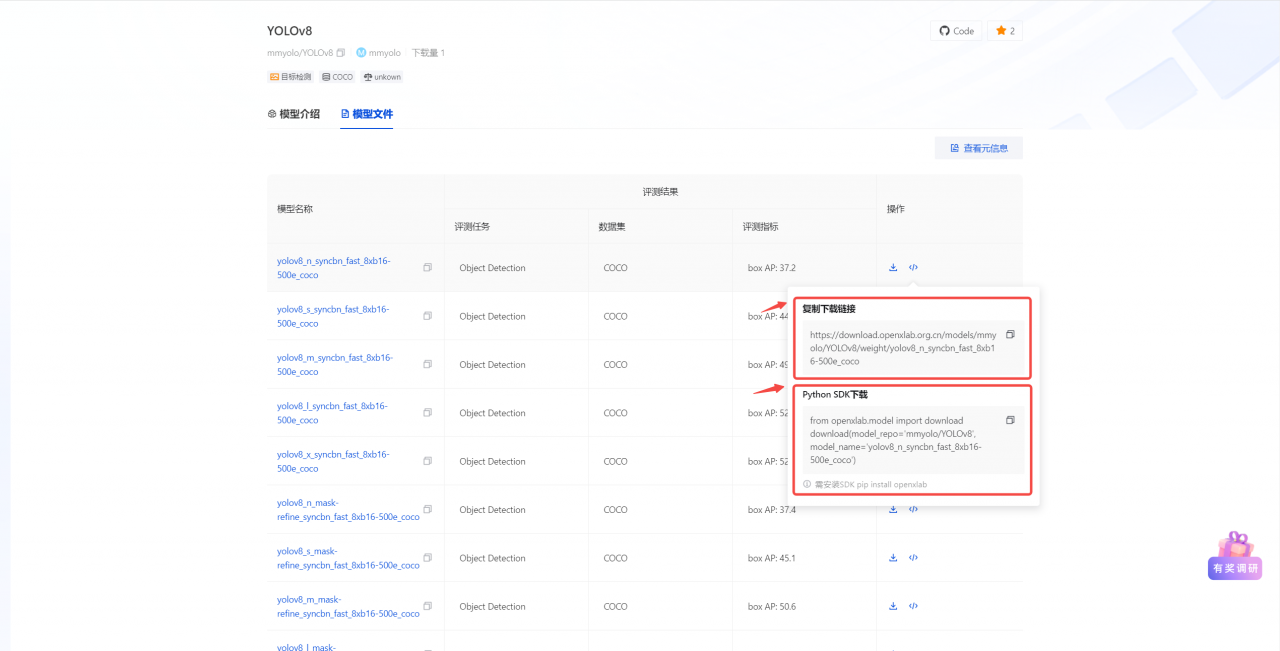 YOLOv8
Code
2
mmyolo/YOLOv8
mmyolo
下载量 1
目标检测
COCO
unkown
模型介绍
模型文件
查看元信息
模型名称
评测结果
操作
评测任务
数据集
评测指标
yolov8_n_syncbn_fast_8xb16-
500e_coco
Object Detection
COCO
box AP: 37.2
yolov8_s_syncbn_fast_8xb16-
500e_coco
Object Detection
COCO
box AP: 44
yolov8_m_syncbn_fast_8xb16-
500e_coco
Object Detection
COCO
box AP: 49
yolov8_l_syncbn_fast_8xb16-
500e_coco
Object Detection
COCO
box AP: 52
yolov8_x_syncbn_fast_8xb16-
500e_coco
Object Detection
COCO
box AP: 52
复制下载链接
https://download.openxlab.org.cn/models/mmy
olo/YOLOv8/weight/yolov8_n_syncbn_fast_8xb1
6-500e_coco
Python SDK下载
from openxlab.model import download
download(model_repo='mmyolo/YOLOv8',
model_name='yolov8_n_syncbn_fast_8xb16-
500e_coco')
需安装SDK pip install openxlab
yolov8_n_mask-
refine_syncbn_fast_8xb16-500e_coco
Object Detection
COCO
box AP: 37.4
yolov8_s_mask-
refine_syncbn_fast_8xb16-500e_coco
Object Detection
COCO
box AP: 45.1
yolov8_m_mask-
refine_syncbn_fast_8xb16-500e_coco
Object Detection
COCO
box AP: 50.6
yolov8_l_mask-
有奖调研